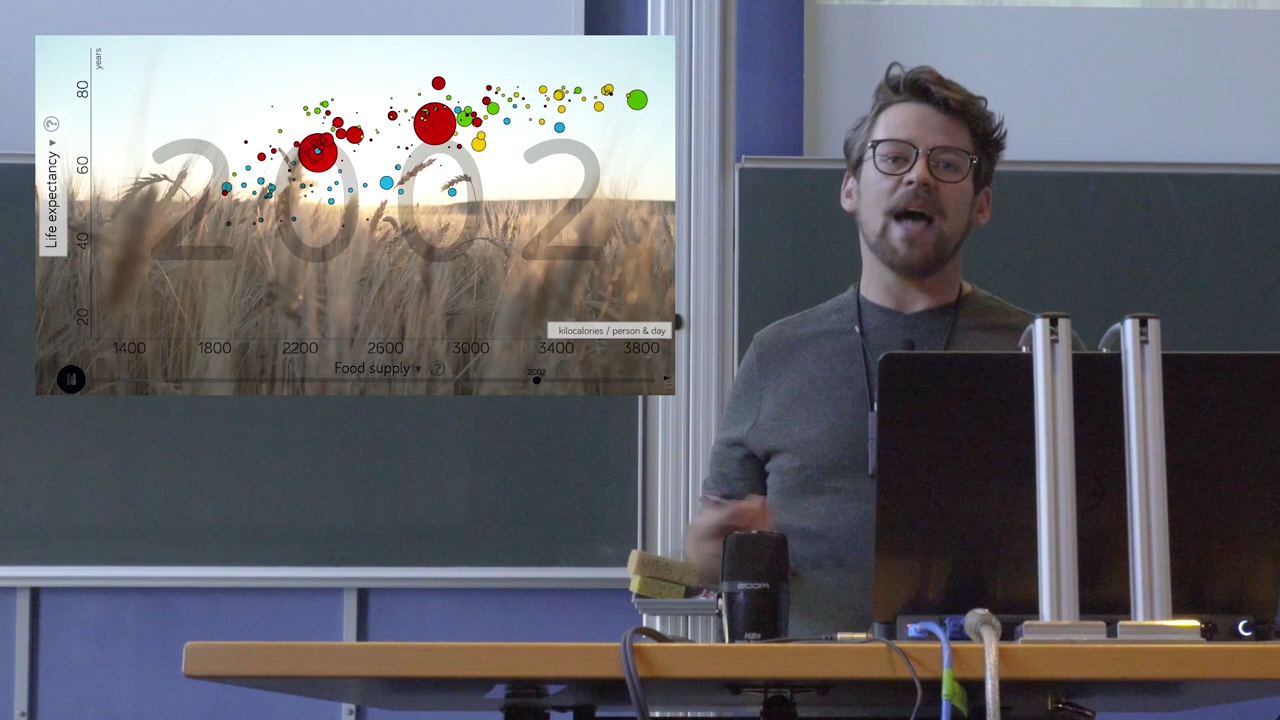 years
80
60
40
20
Life expectancy ▾ ?
2002
kilocalories / person & day
1400 1800 2200 2600 3000 3400 3800
Food supply ▾ ?
2002
zoom
H2n